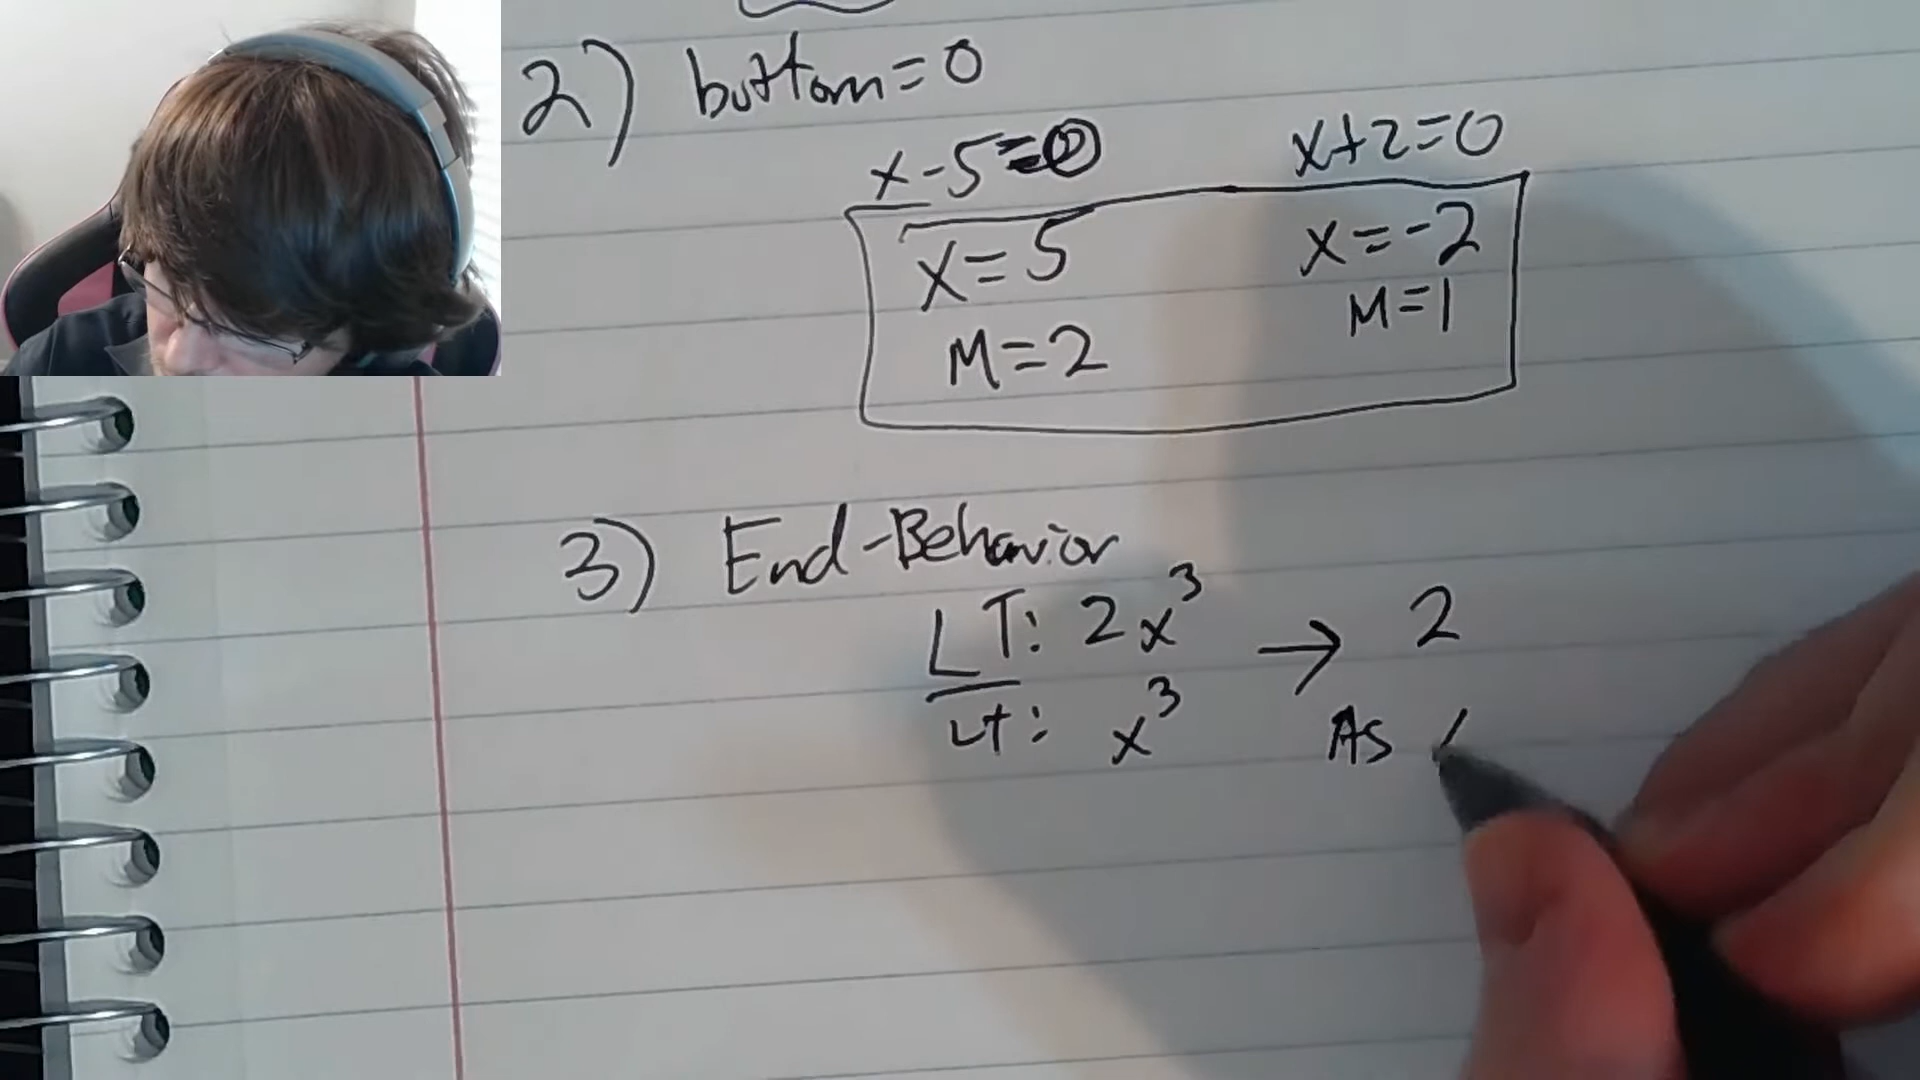 2) bottom=0
x-5=0 x+2=0
x=5 x=-2
M=2 M=1
3) End-Behavior
LT: 2x³ → 2
LT: x³ As